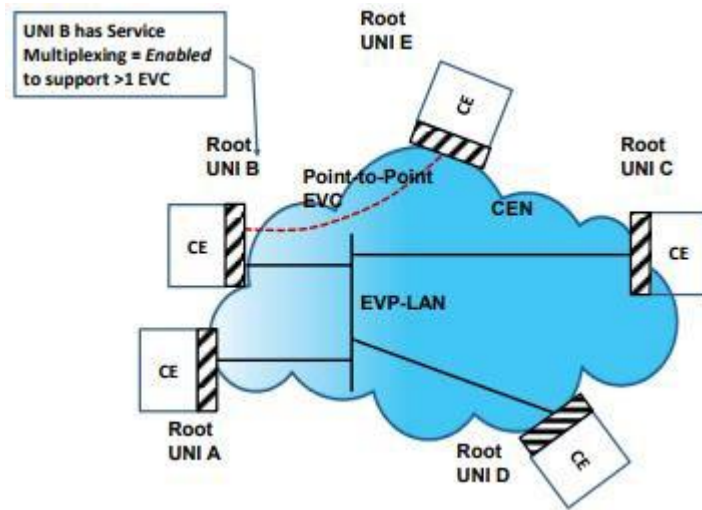 UNI B has Service
Multiplexing = Enabled
to support >1 EVC
Root
UNI E
CE
Root
UNI B
Point-to-Point
EVC
Root
UNI C
CEN
CE
CE
EVP-LAN
CE
Root
UNI A
Root
UNI D
CE